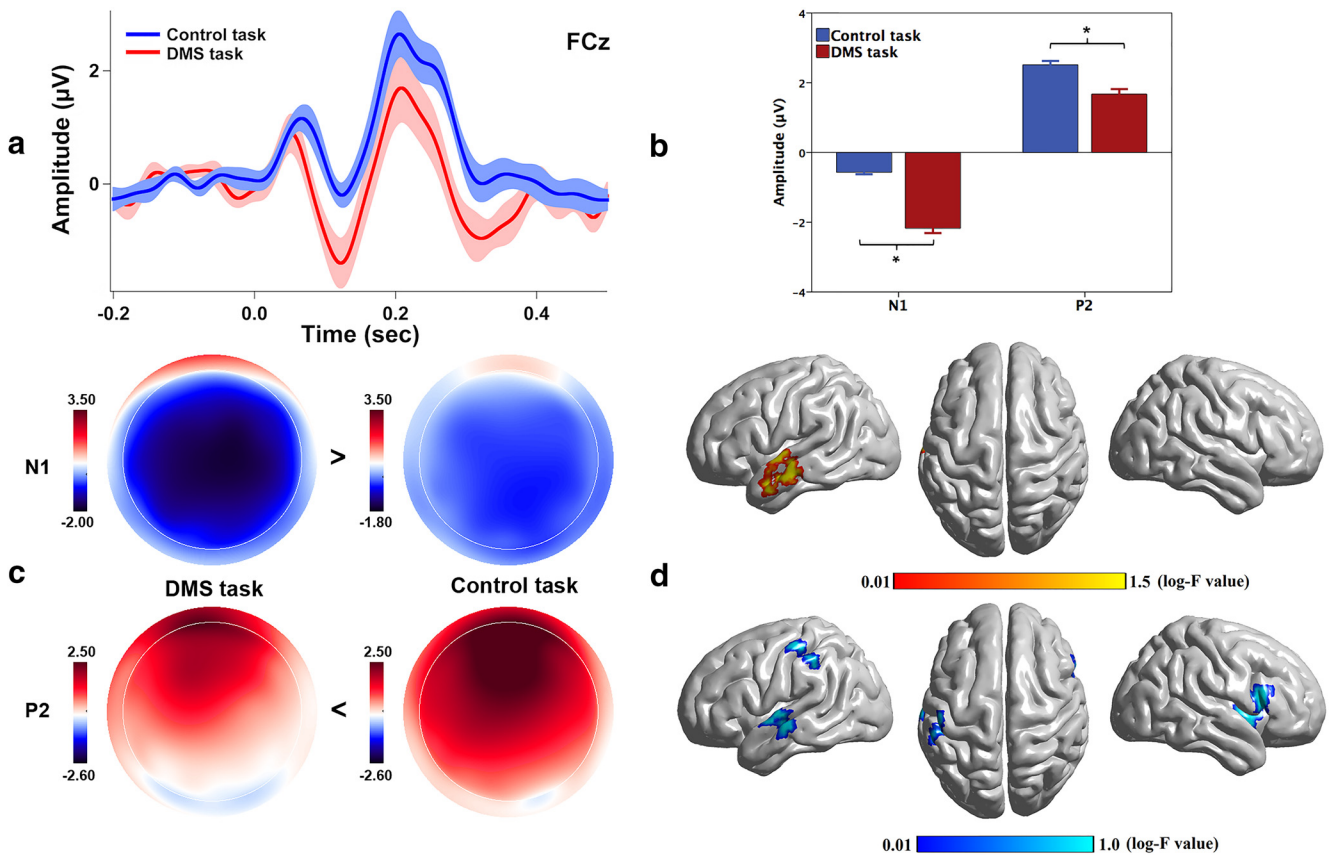 a
Control task
DMS task
FCz
Amplitude (µV)
2
0
-0.2
0.0
0.2
0.4
Time (sec)
b
Control task
DMS task
Amplitude (µV)
4
2
0
−2
−4
*
*
N1
P2
c
N1
3.50
-2.00
>
3.50
-1.80
DMS task
Control task
P2
2.50
-2.60
<
2.50
-2.60
d
0.01
1.5 (log-F value)
0.01
1.0 (log-F value)